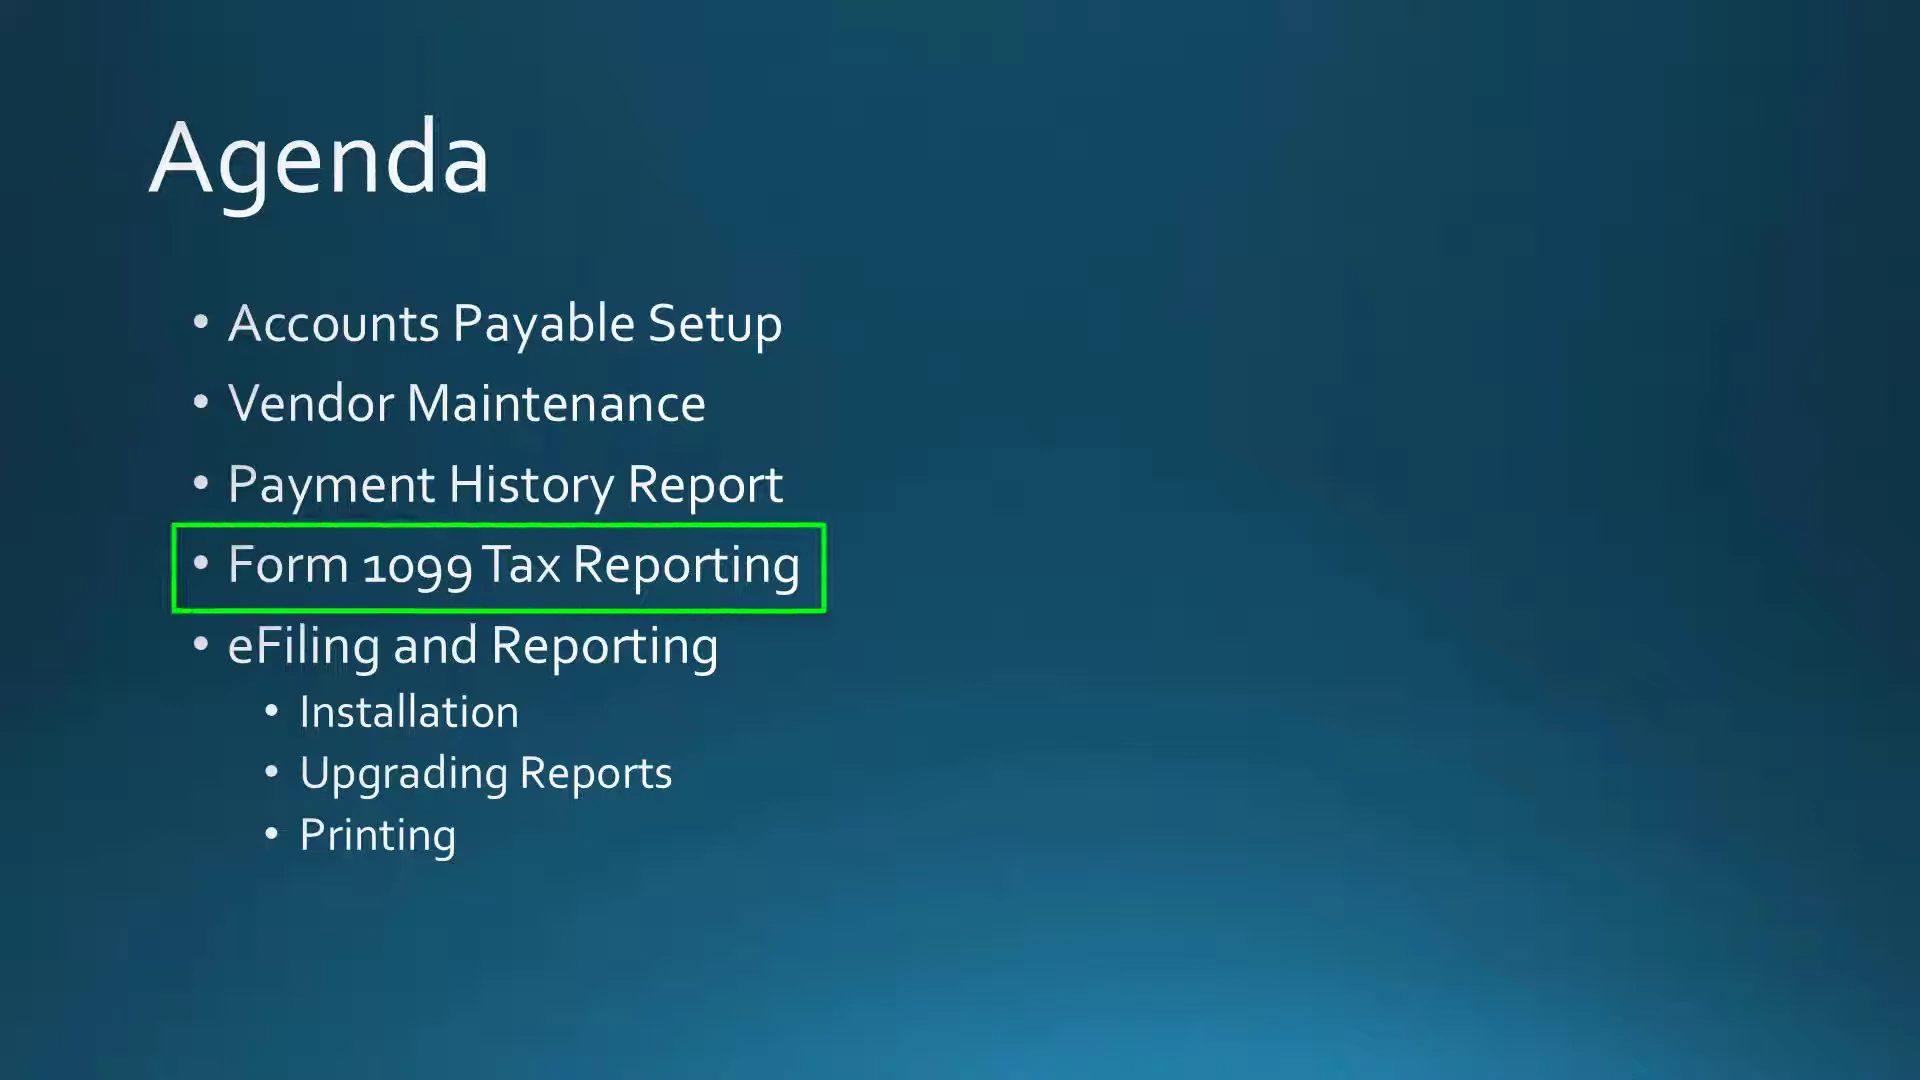 Agenda
• Accounts Payable Setup
• Vendor Maintenance
• Payment History Report
• Form 1099 Tax Reporting
• eFiling and Reporting
• Installation
• Upgrading Reports
• Printing